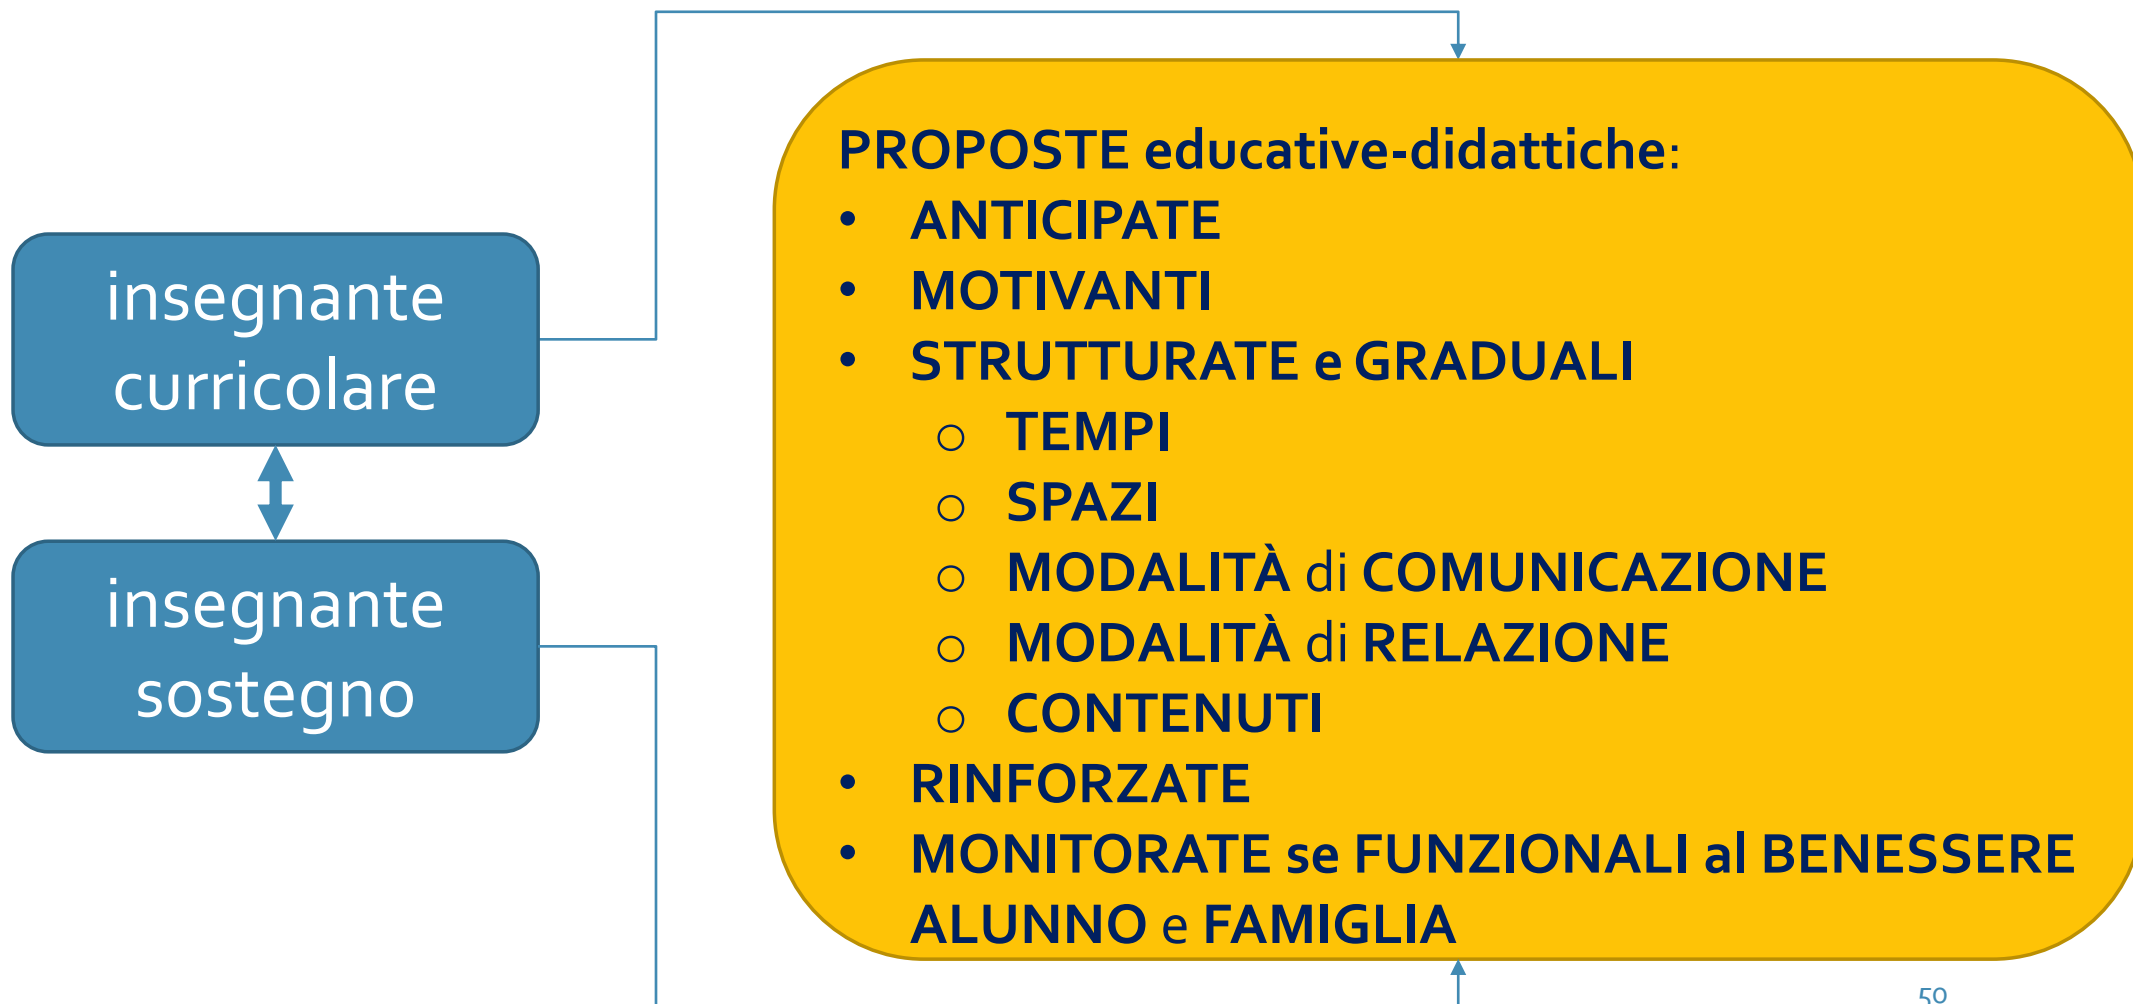 insegnante
curricolare
insegnante
sostegno
PROPOSTE educative-didattiche:
• ANTICIPATE
• MOTIVANTI
• STRUTTURATE e GRADUALI
o TEMPI
o SPAZI
o MODALITÀ di COMUNICAZIONE
o MODALITÀ di RELAZIONE
o CONTENUTI
• RINFORZATE
• MONITORATE se FUNZIONALI al BENESSERE
ALUNNO e FAMIGLIA